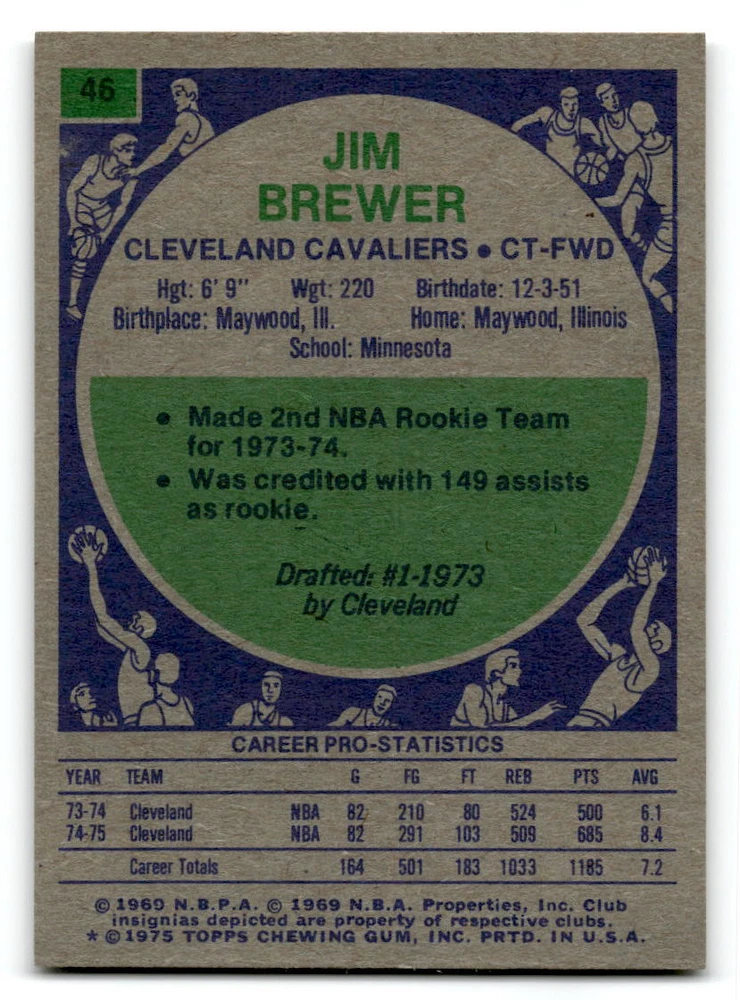 46
JIM
BREWER
CLEVELAND CAVALIERS • CT-FWD
Hgt: 6' 9" Wgt: 220 Birthdate: 12-3-51
Birthplace: Maywood, Ill. Home: Maywood, Illinois
School: Minnesota
• Made 2nd NBA Rookie Team
for 1973-74.
• Was credited with 149 assists
as rookie.
Drafted: #1-1973
by Cleveland
CAREER PRO-STATISTICS
YEAR TEAM G FG FT REB PTS AVG
73-74 Cleveland NBA 82 210 80 524 500 6.1
74-75 Cleveland NBA 82 291 103 509 685 8.4
Career Totals 164 501 183 1033 1185 7.2
© 1969 N.B.P.A. © 1969 N.B.A. Properties, Inc. Club
insignias depicted are property of respective clubs.
* © 1975 TOPPS CHEWING GUM, INC. PRTD. IN U.S.A.